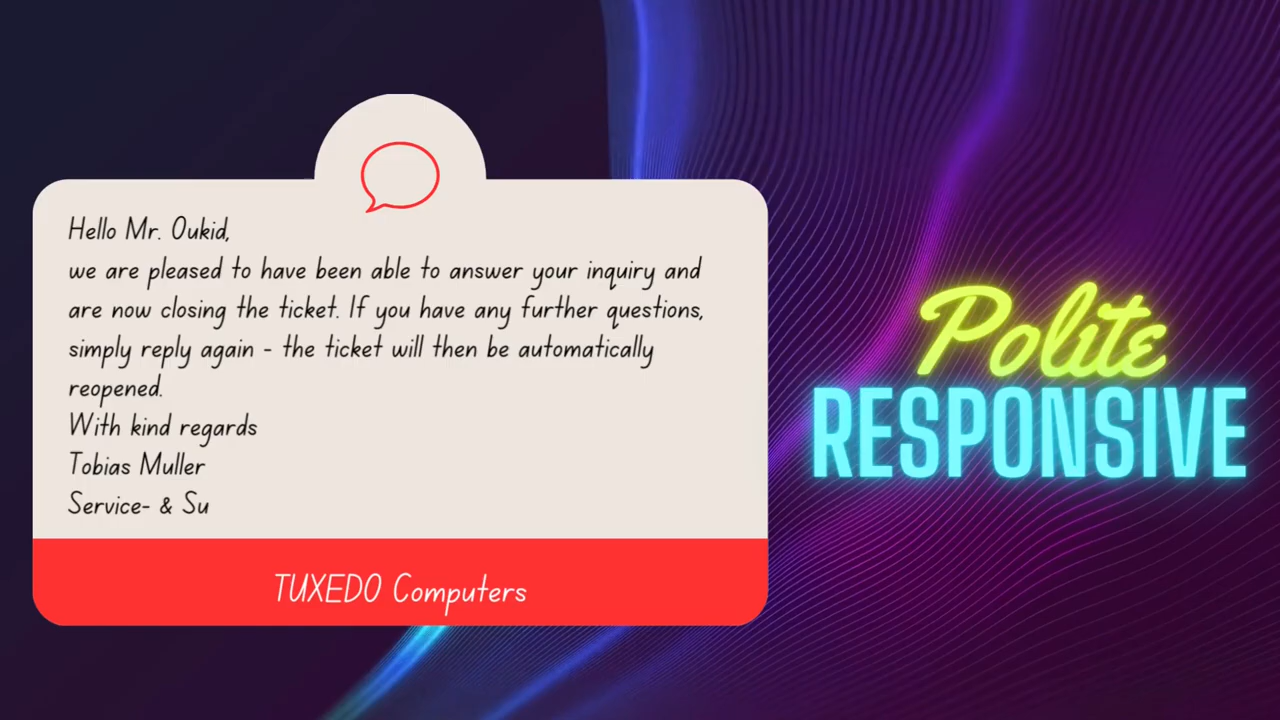 Hello Mr. Oukid,
we are pleased to have been able to answer your inquiry and
are now closing the ticket. If you have any further questions,
simply reply again - the ticket will then be automatically
reopened.
With kind regards
Tobias Muller
Service- & Su
TUXEDO Computers
Polite
RESPONSIVE